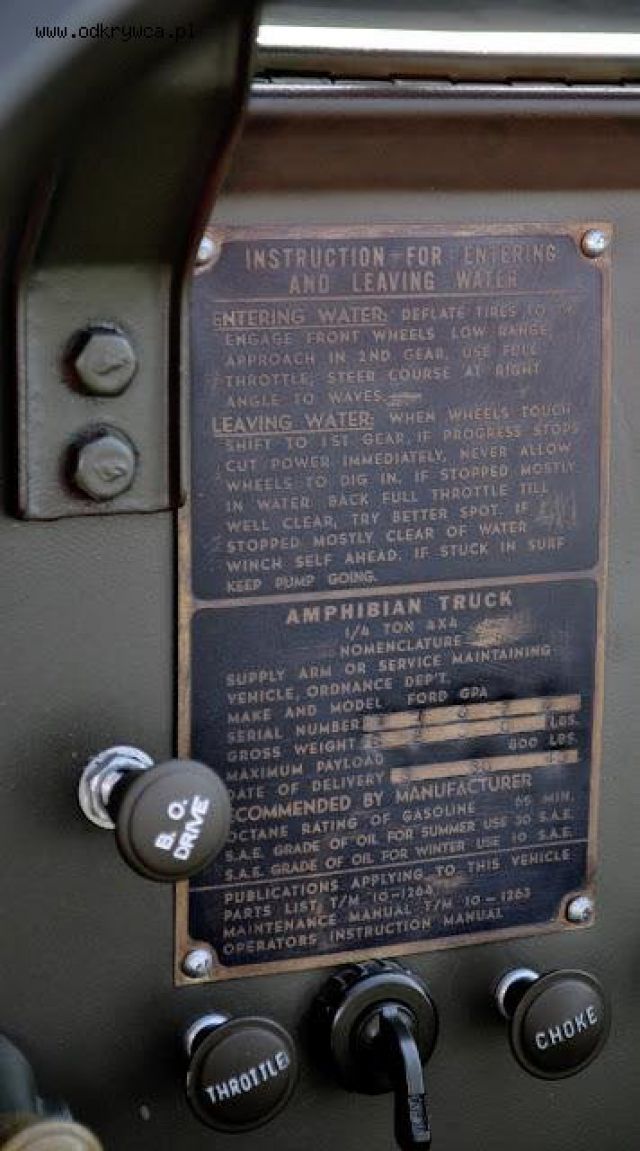 www.odkrywca.pl
INSTRUCTION FOR ENTERING
AND LEAVING WATER
ENTERING WATER: DEFLATE TIRES TO
ENGAGE FRONT WHEELS LOW RANGE,
APPROACH IN 2ND GEAR. USE FULL
THROTTLE, STEER COURSE AT RIGHT
ANGLE TO WAVES.
LEAVING WATER: WHEN WHEELS TOUCH
SHIFT TO 1ST GEAR, IF PROGRESS STOPS
CUT POWER IMMEDIATELY, NEVER ALLOW
WHEELS TO DIG IN. IF STOPPED MOSTLY
IN WATER BACK FULL THROTTLE TILL
WELL CLEAR, TRY BETTER SPOT. IF
STOPPED MOSTLY CLEAR OF WATER
WINCH SELF AHEAD. IF STUCK IN SURF
KEEP PUMP GOING.
AMPHIBIAN TRUCK
1/4 TON 4X4
NOMENCLATURE
SUPPLY ARM OR SERVICE MAINTAINING
VEHICLE, ORDNANCE DEP'T.
MAKE AND MODEL FORD GPA
SERIAL NUMBER
GROSS WEIGHT LBS.
MAXIMUM PAYLOAD 800 LBS.
DATE OF DELIVERY
ECOMMENDED BY MANUFACTURER
OCTANE RATING OF GASOLINE MIN.
S.A.E. GRADE OF OIL FOR SUMMER USE 30 S.A.E.
S.A.E. GRADE OF OIL FOR WINTER USE 10 S.A.E.
PUBLICATIONS APPLYING TO THIS VEHICLE
PARTS LIST T/M 10-1264
MAINTENANCE MANUAL T/M 10-1263
OPERATORS INSTRUCTION MANUAL
B. O.
DRIVE
THROTTLE
CHOKE